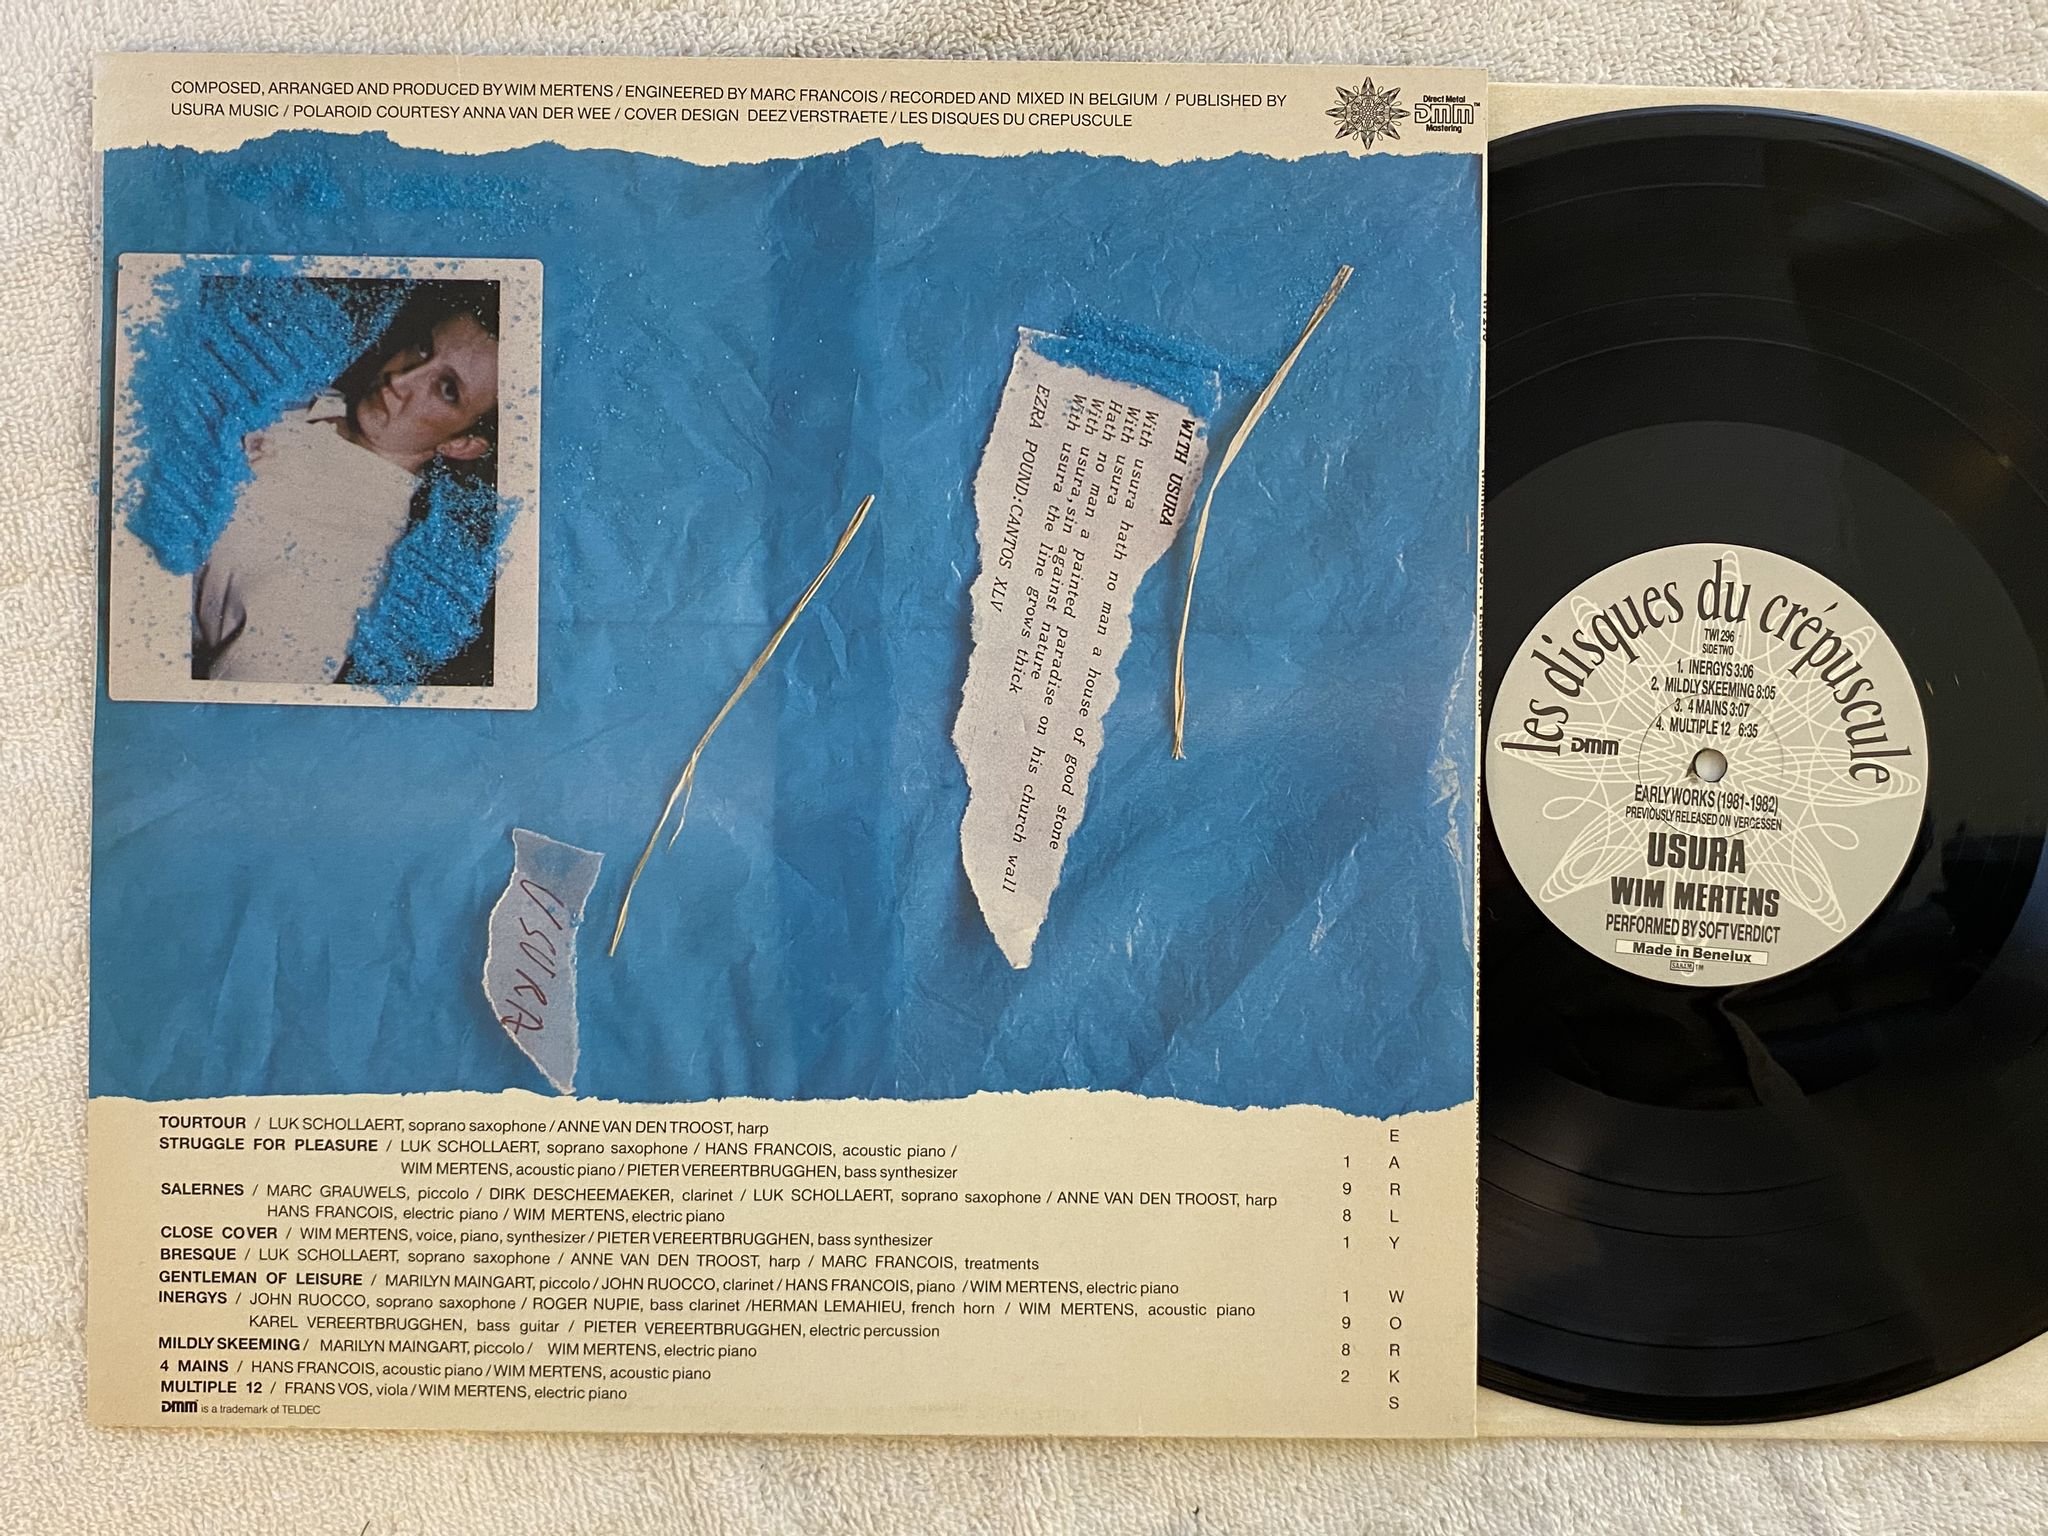 COMPOSED, ARRANGED AND PRODUCED BY WIM MERTENS / ENGINEERED BY MARC FRANCOIS / RECORDED AND MIXED IN BELGIUM / PUBLISHED BY
USURA MUSIC / POLAROID COURTESY ANNA VAN DER WEE / COVER DESIGN DEEZ VERSTRAETE / LES DISQUES DU CREPUSCULE
Direct Metal
DMM™
Mastering
WITH USURA
With usura hath no man a house of good stone
With usura
Hath no man a painted paradise on his church wall
With usura, sin against nature
With usura the line grows thick
EZRA POUND:CANTOS XLV
USURA
TOURTOUR / LUK SCHOLLAERT, soprano saxophone / ANNE VAN DEN TROOST, harp
STRUGGLE FOR PLEASURE / LUK SCHOLLAERT, soprano saxophone / HANS FRANCOIS, acoustic piano /
WIM MERTENS, acoustic piano / PIETER VEREERTBRUGGHEN, bass synthesizer
SALERNES / MARC GRAUWELS, piccolo / DIRK DESCHEEMAEKER, clarinet / LUK SCHOLLAERT, soprano saxophone / ANNE VAN DEN TROOST, harp
HANS FRANCOIS, electric piano / WIM MERTENS, electric piano
CLOSE COVER / WIM MERTENS, voice, piano, synthesizer / PIETER VEREERTBRUGGHEN, bass synthesizer
BRESQUE / LUK SCHOLLAERT, soprano saxophone / ANNE VAN DEN TROOST, harp / MARC FRANCOIS, treatments
GENTLEMAN OF LEISURE / MARILYN MAINGART, piccolo / JOHN RUOCCO, clarinet / HANS FRANCOIS, piano / WIM MERTENS, electric piano
INERGYS / JOHN RUOCCO, soprano saxophone / ROGER NUPIE, bass clarinet /HERMAN LEMAHIEU, french horn / WIM MERTENS, acoustic piano
KAREL VEREERTBRUGGHEN, bass guitar / PIETER VEREERTBRUGGHEN, electric percussion
MILDLY SKEEMING / MARILYN MAINGART, piccolo / WIM MERTENS, electric piano
4 MAINS / HANS FRANCOIS, acoustic piano / WIM MERTENS, acoustic piano
MULTIPLE 12 / FRANS VOS, viola / WIM MERTENS, electric piano
DMM is a trademark of TELDEC
1981 1982
EARLY WORKS
les disques du crépuscule
TWI 296
SIDE TWO
1. INERGYS 3:06
2. MILDLY SKEEMING 8:05
3. 4 MAINS 3:07
4. MULTIPLE 12 6:35
DMM
EARLY WORKS (1981-1982)
PREVIOUSLY RELEASED ON VERGESSEN
USURA
WIM MERTENS
PERFORMED BY SOFT VERDICT
Made in Benelux
SABAM TM